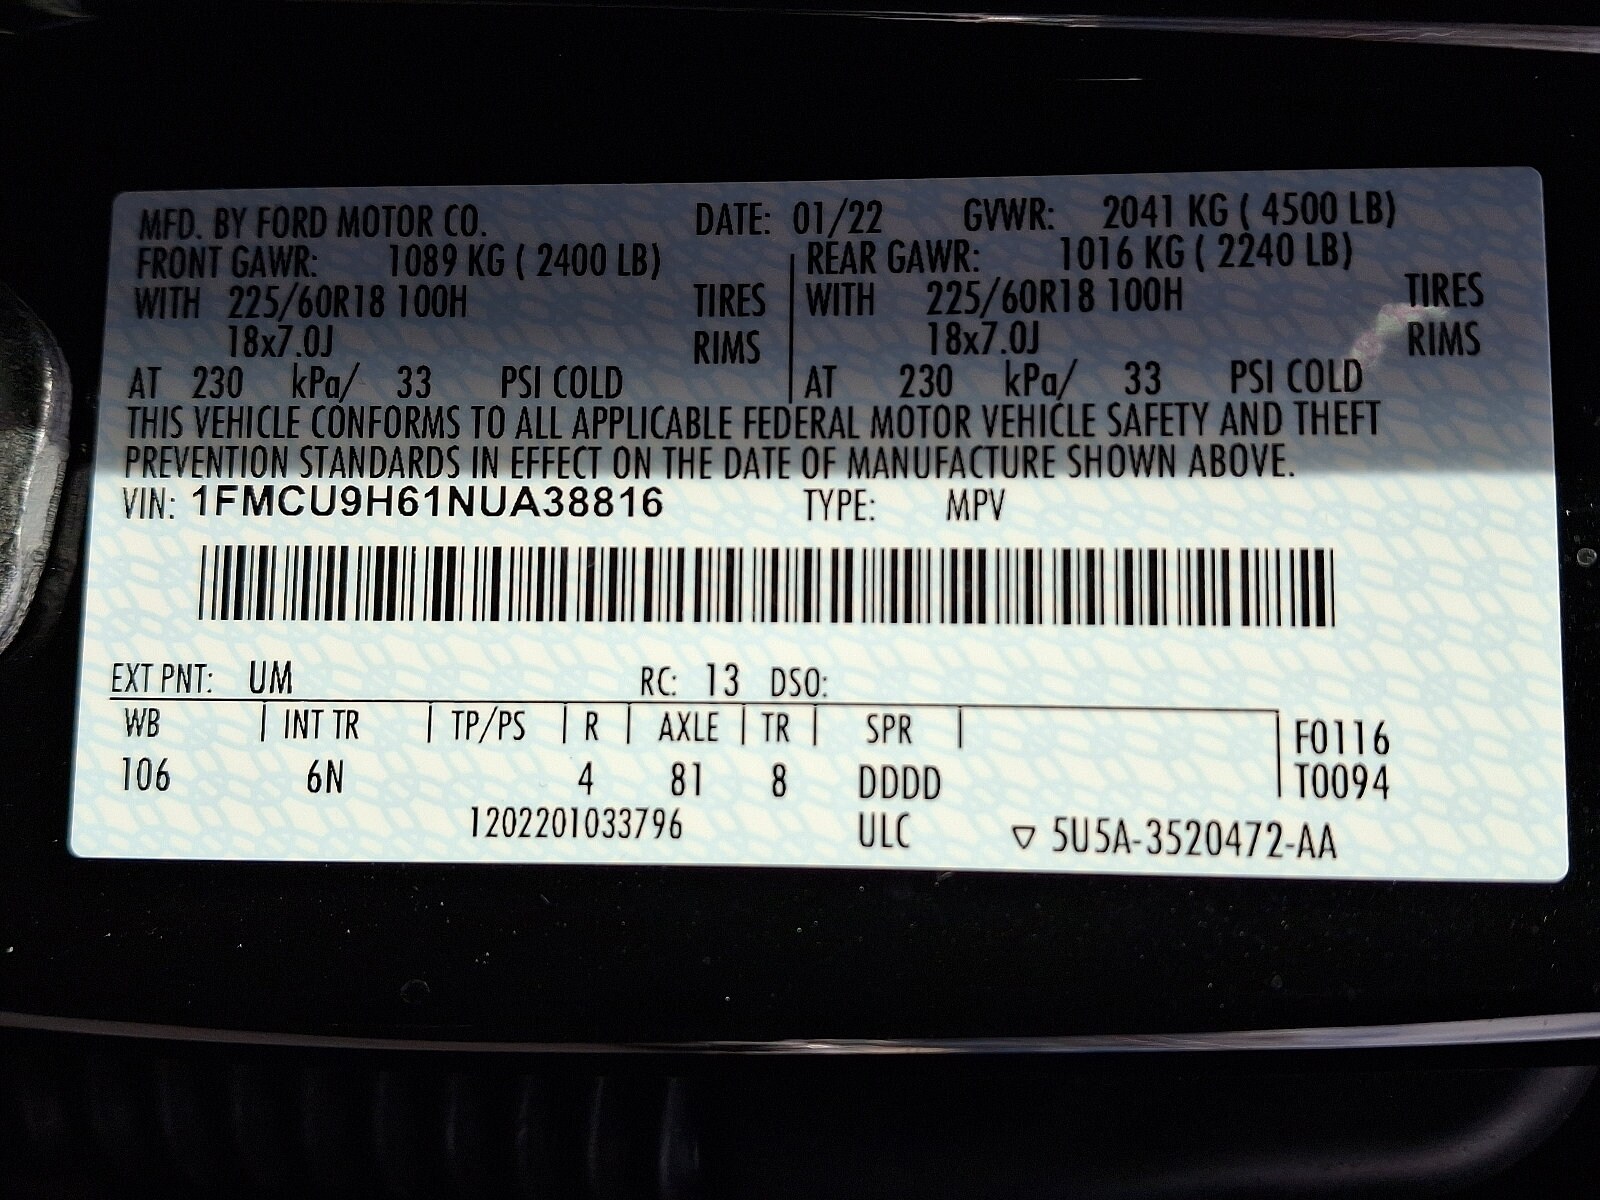 MFD. BY FORD MOTOR CO. DATE: 01/22 GVWR: 2041 KG ( 4500 LB)
FRONT GAWR: 1089 KG ( 2400 LB) REAR GAWR: 1016 KG ( 2240 LB)
WITH 225/60R18 100H TIRES WITH 225/60R18 100H TIRES
18x7.0J RIMS 18x7.0J RIMS
AT 230 kPa/ 33 PSI COLD AT 230 kPa/ 33 PSI COLD
THIS VEHICLE CONFORMS TO ALL APPLICABLE FEDERAL MOTOR VEHICLE SAFETY AND THEFT
PREVENTION STANDARDS IN EFFECT ON THE DATE OF MANUFACTURE SHOWN ABOVE.
VIN: 1FMCU9H61NUA38816 TYPE: MPV
EXT PNT: UM RC: 13 DSO:
WB INT TR TP/PS R AXLE TR SPR F0116
106 6N 4 81 8 DDDD T0094
1202201033796 ULC ▽ 5U5A-3520472-AA